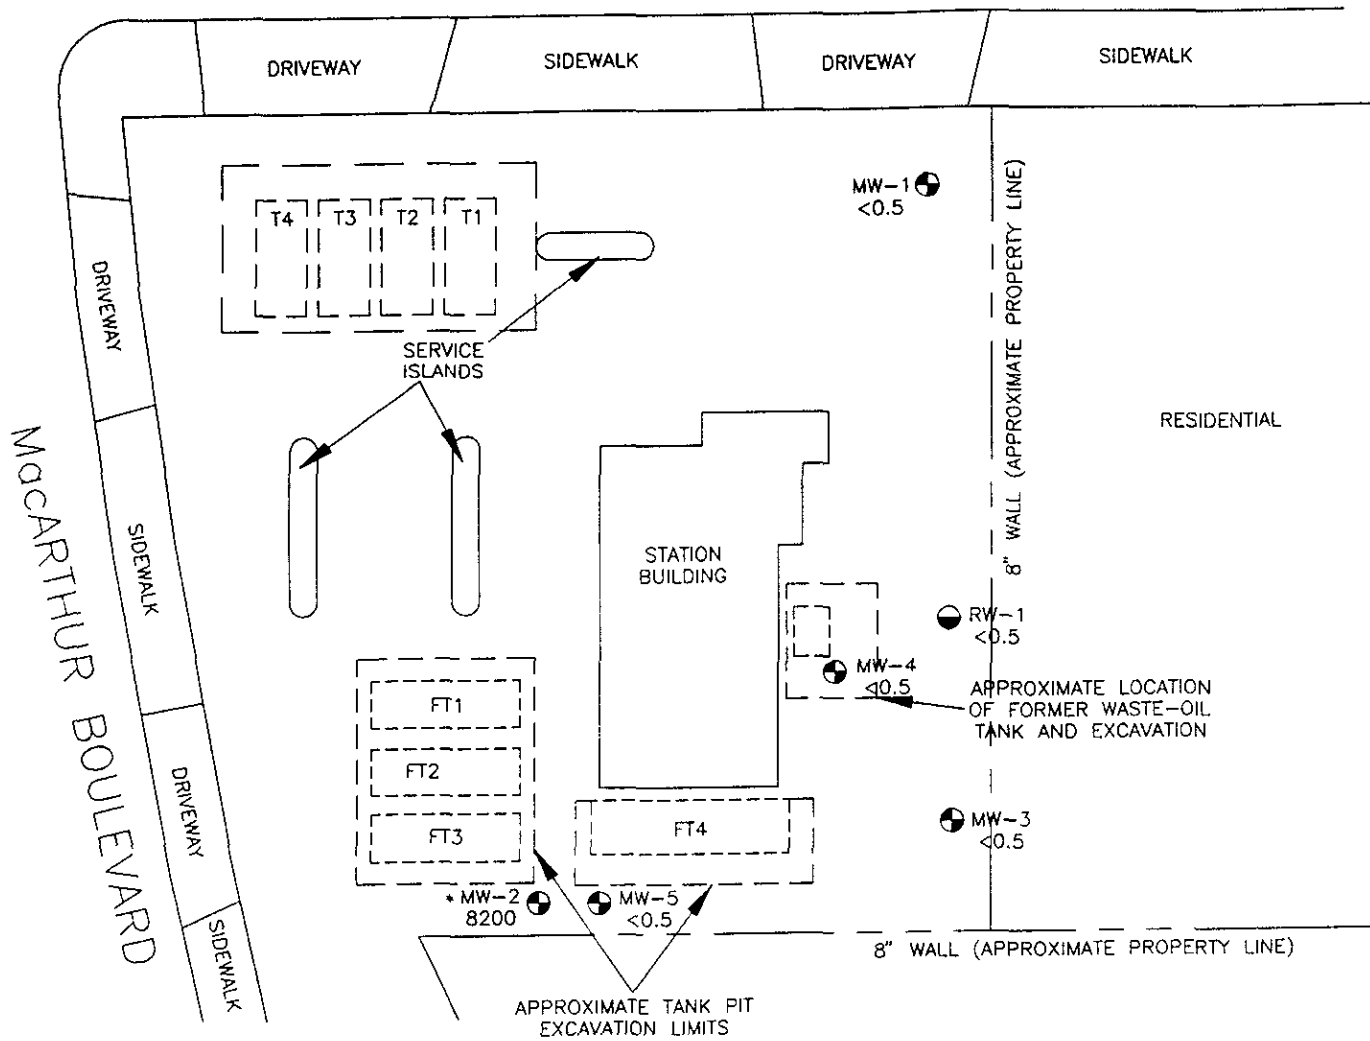 DRIVEWAY
SIDEWALK
DRIVEWAY
SIDEWALK
MW-1
<0.5
T4
T3
T2
T1
8" WALL (APPROXIMATE PROPERTY LINE)
DRIVEWAY
SERVICE
ISLANDS
RESIDENTIAL
MacARTHUR BOULEVARD
SIDEWALK
STATION
BUILDING
RW-1
<0.5
MW-4
<0.5
APPROXIMATE LOCATION
OF FORMER WASTE-OIL
TANK AND EXCAVATION
FT1
FT2
FT3
DRIVEWAY
FT4
MW-3
<0.5
* MW-2
8200
MW-5
<0.5
SIDEWALK
8" WALL (APPROXIMATE PROPERTY LINE)
APPROXIMATE TANK PIT
EXCAVATION LIMITS